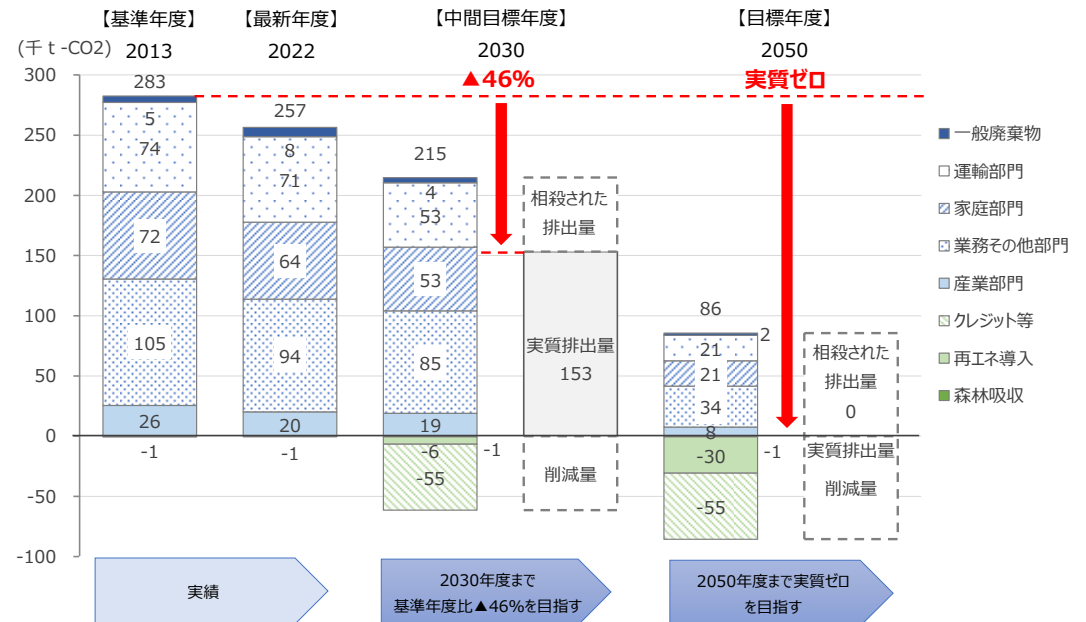 【基準年度】 【最新年度】 【中間目標年度】 【目標年度】
(千ｔ-CO2) 2013 2022 2030 2050
300
250
200
150
100
50
0
-50
-100
283
5
74
72
105
26
-1
257
8
71
64
94
20
-1
▲46%
215
4
53
53
85
19
-6
-1
-55
相殺された
排出量
実質排出量
153
削減量
実質ゼロ
86
2
21
21
34
8
-30
-1
-55
相殺された
排出量
0
実質排出量
削減量
一般廃棄物
運輸部門
家庭部門
業務その他部門
産業部門
クレジット等
再エネ導入
森林吸収
実績
2030年度まで
基準年度比▲46%を目指す
2050年度まで実質ゼロ
を目指す